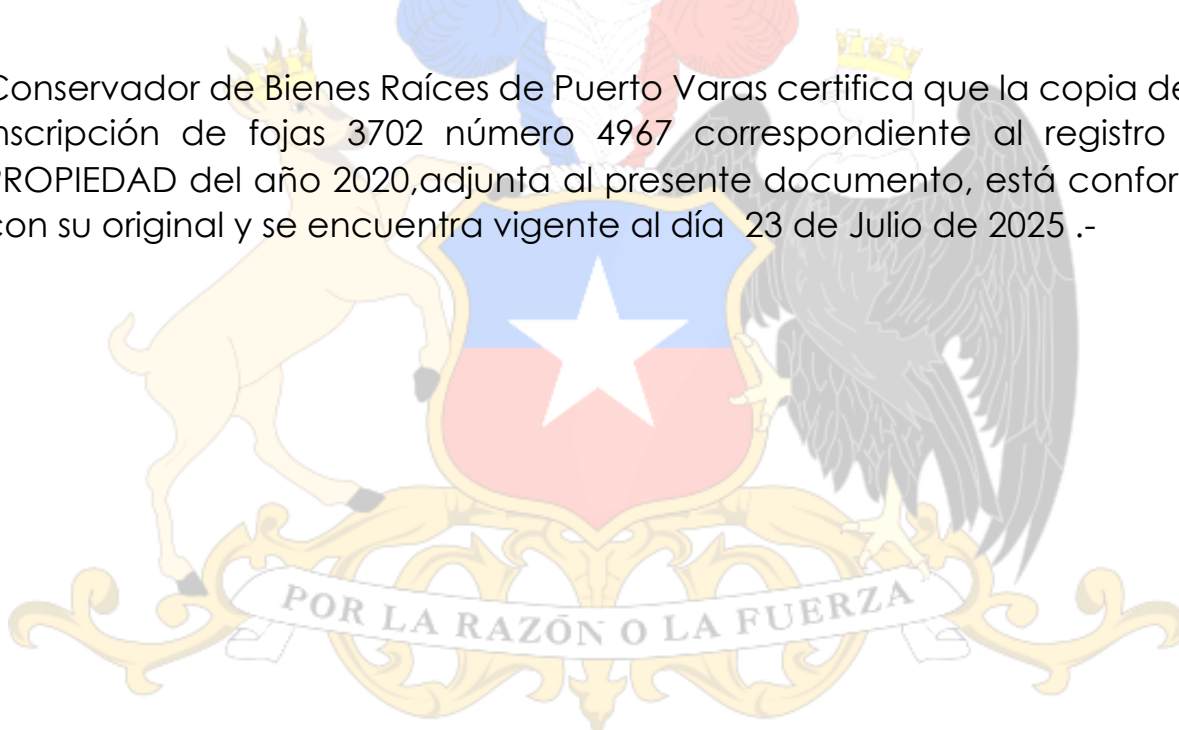 Conservador de Bienes Raíces de Puerto Varas certifica que la copia de
nscripción de fojas 3702 número 4967 correspondiente al registro
PROPIEDAD del año 2020,adjunta al presente documento, está confor
con su original y se encuentra vigente al día 23 de Julio de 2025 .-
POR LA RAZÓN O LA FUERZA